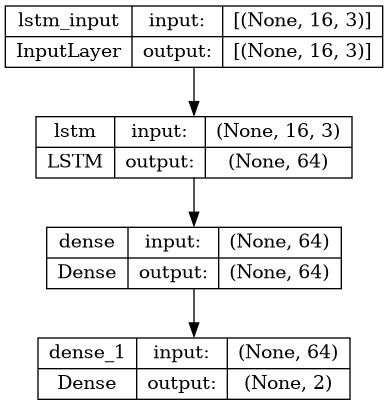 lstm_input input: [(None, 16, 3)]
InputLayer output: [(None, 16, 3)]
lstm input: (None, 16, 3)
LSTM output: (None, 64)
dense input: (None, 64)
Dense output: (None, 64)
dense_1 input: (None, 64)
Dense output: (None, 2)